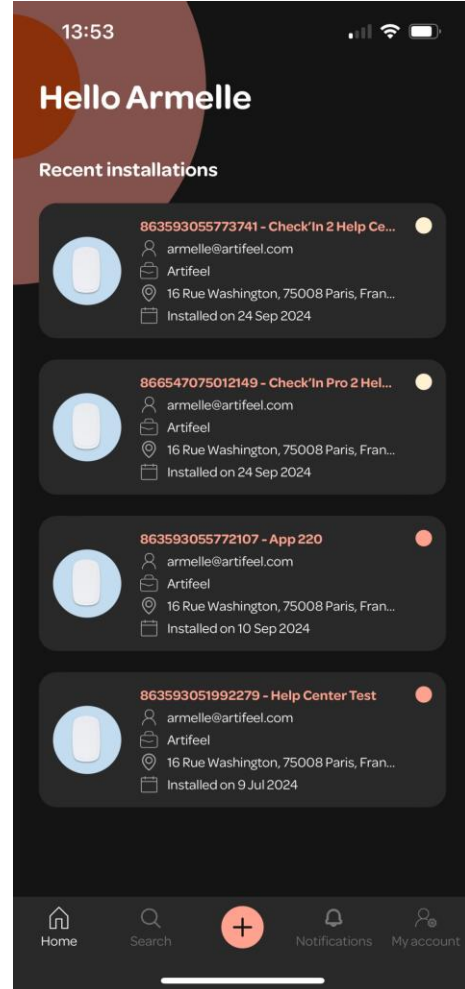 13:53
Hello Armelle
Recent installations
863593055773741 - Check'In 2 Help Ce...
armelle@artifeel.com
Artifeel
16 Rue Washington, 75008 Paris, Fran...
Installed on 24 Sep 2024
866547075012149 - Check'In Pro 2 Hel...
armelle@artifeel.com
Artifeel
16 Rue Washington, 75008 Paris, Fran...
Installed on 24 Sep 2024
863593055772107 - App 220
armelle@artifeel.com
Artifeel
16 Rue Washington, 75008 Paris, Fran...
Installed on 10 Sep 2024
863593051992279 - Help Center Test
armelle@artifeel.com
Artifeel
16 Rue Washington, 75008 Paris, Fran...
Installed on 9 Jul 2024
Home Search + Notifications My account